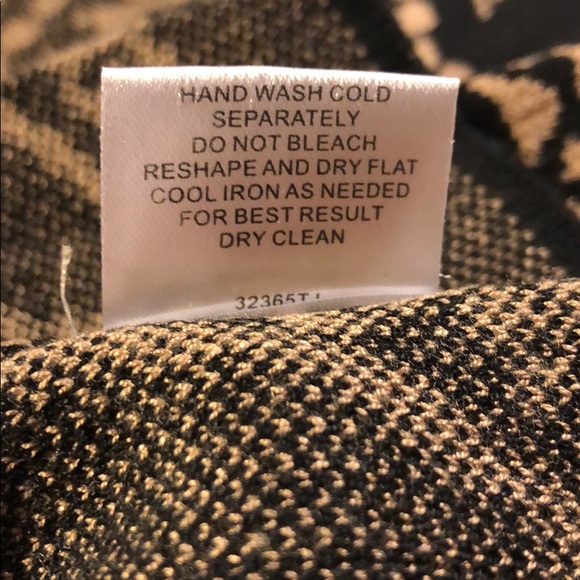 HAND WASH COLD
SEPARATELY
DO NOT BLEACH
RESHAPE AND DRY FLAT
COOL IRON AS NEEDED
FOR BEST RESULT
DRY CLEAN